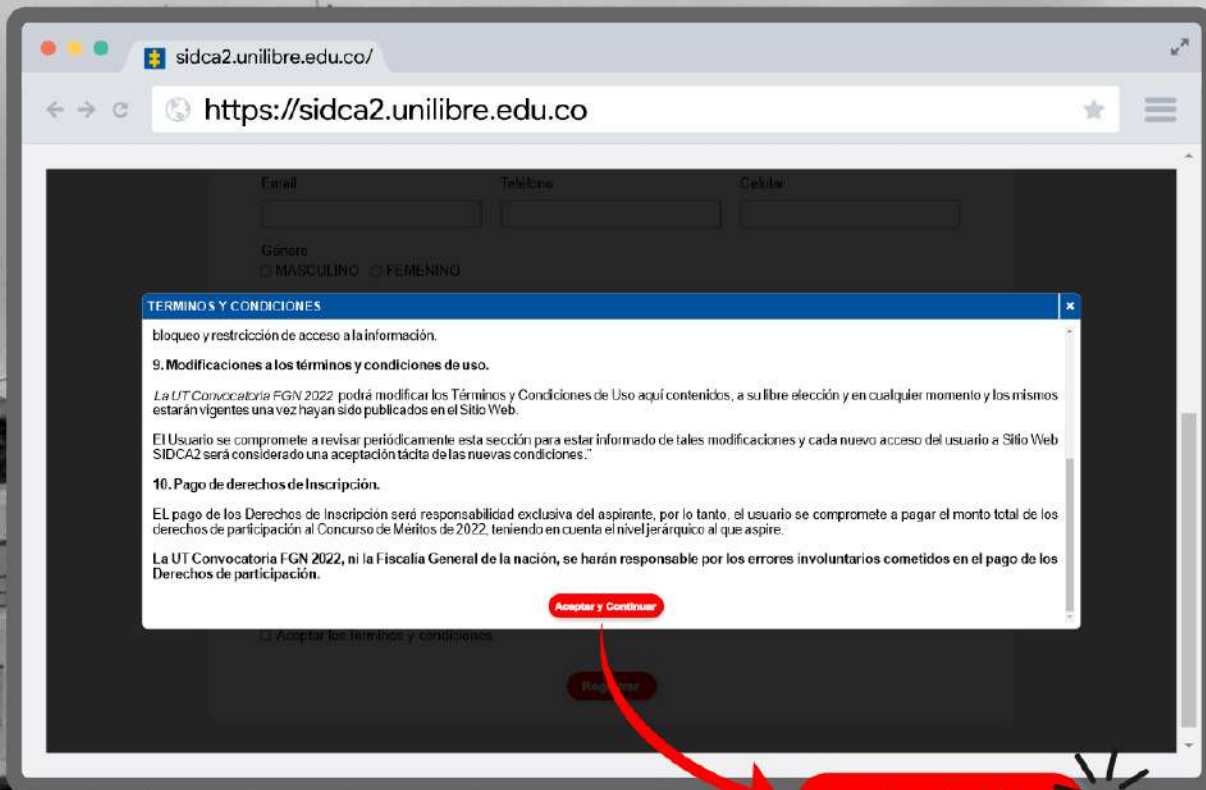 sidca2.unilibre.edu.co/
https://sidca2.unilibre.edu.co
Email Teléfono Celular
Género
MASCULINO FEMENINO
TERMINOS Y CONDICIONES
bloqueo y restrcicción de acceso a la información.
9. Modificaciones a los términos y condiciones de uso.
La UT Convocatoria FGN 2022 podrá modificar los Términos y Condiciones de Uso aquí contenidos, a su libre elección y en cualquier momento y los mismos
estarán vigentes una vez hayan sido publicados en el Sitio Web.
El Usuario se compromete a revisar periódicamente esta sección para estar informado de tales modificaciones y cada nuevo acceso del usuario a Sitio Web
SIDCA2 será considerado una aceptación tácita de las nuevas condiciones."
10. Pago de derechos de Inscripción.
EL pago de los Derechos de Inscripción será responsabilidad exclusiva del aspirante, por lo tanto, el usuario se compromete a pagar el monto total de los
derechos de participación al Concurso de Méritos de 2022, teniendo en cuenta el nivel jerárquico al que aspire.
La UT Convocatoria FGN 2022, ni la Fiscalía General de la nación, se harán responsable por los errores involuntarios cometidos en el pago de los
Derechos de participación.
Aceptar y Continuar
Aceptar los términos y condiciones.